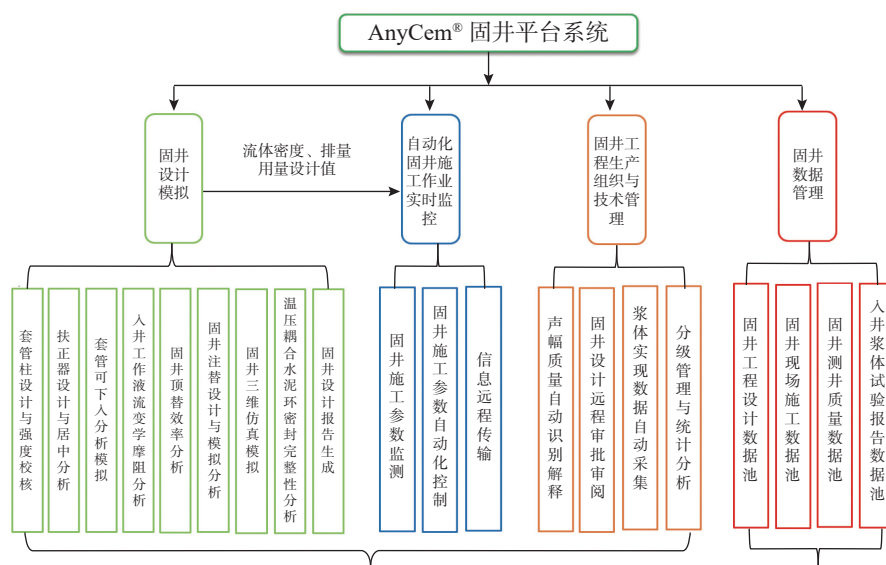 AnyCem® 固井平台系统
固井
设计
模拟
流体密度、排量
用量设计值
自动化
固井施
工作业
实时监
控
固井工
程生产
组织与
技术管
理
固井
数据
管理
套管柱设计与强度校核
扶正器设计与居中分析
套管可下入分析模拟
入井工作液流变学摩阻分析
固井顶替效率分析
固井注替设计与模拟分析
固井三维仿真模拟
温压耦合水泥环密封完整性分析
固井设计报告生成
固井施工参数监测
固井施工参数自动化控制
信息远程传输
声幅质量自动识别解释
固井设计远程审批审阅
浆体实现数据自动采集
分级管理与统计分析
固井工程设计数据池
固井现场施工数据池
固井测井质量数据池
入井浆体试验报告数据池